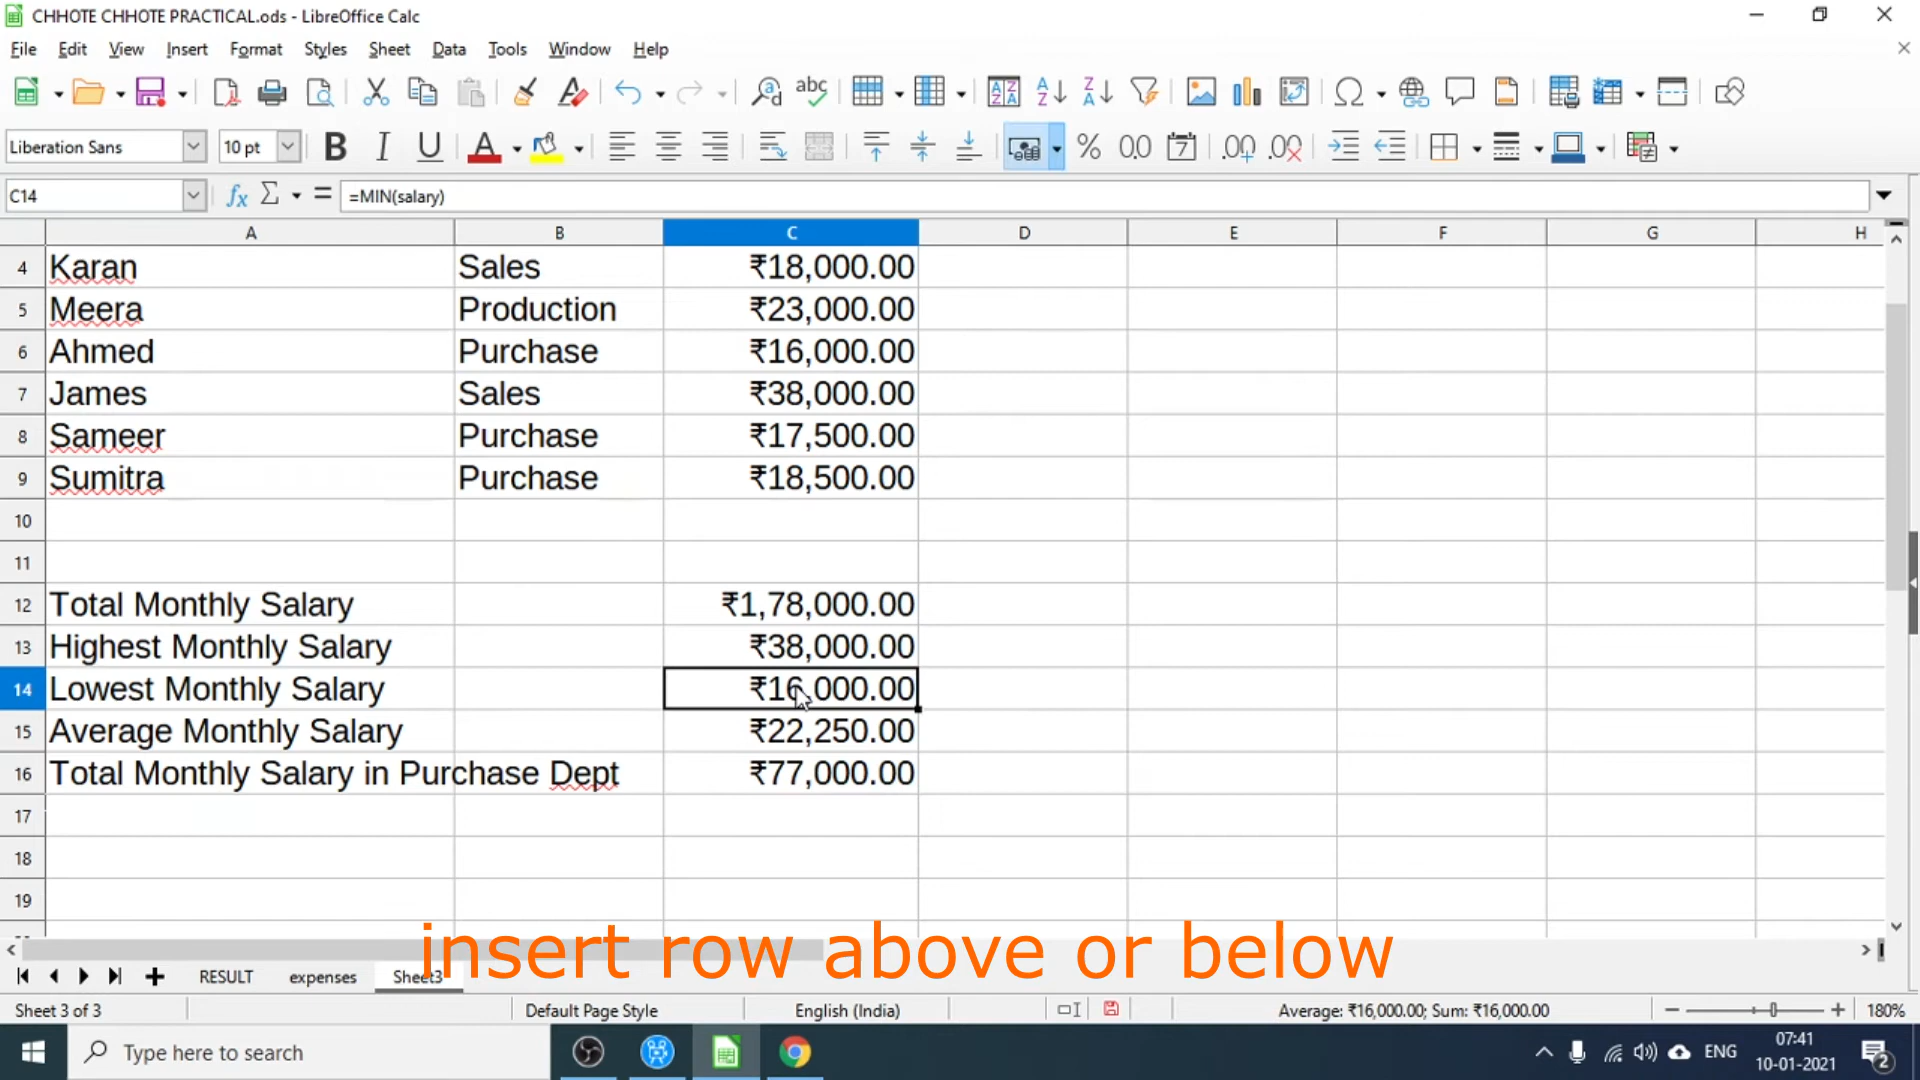 CHHOTE CHHOTE PRACTICAL.ods - LibreOffice Calc
File Edit View Insert Format Styles Sheet Data Tools Window Help
Liberation Sans 10 pt
C14 =MIN(salary)
A B C D E F G H
4 Karan Sales ₹18,000.00
5 Meera Production ₹23,000.00
6 Ahmed Purchase ₹16,000.00
7 James Sales ₹38,000.00
8 Sameer Purchase ₹17,500.00
9 Sumitra Purchase ₹18,500.00
10
11
12 Total Monthly Salary ₹1,78,000.00
13 Highest Monthly Salary ₹38,000.00
14 Lowest Monthly Salary ₹16,000.00
15 Average Monthly Salary ₹22,250.00
16 Total Monthly Salary in Purchase Dept ₹77,000.00
17
18
19
insert row above or below
RESULT expenses Sheet3
Sheet 3 of 3 Default Page Style English (India) Average: ₹16,000.00; Sum: ₹16,000.00 180%
Type here to search ENG 07:41
10-01-2021 2